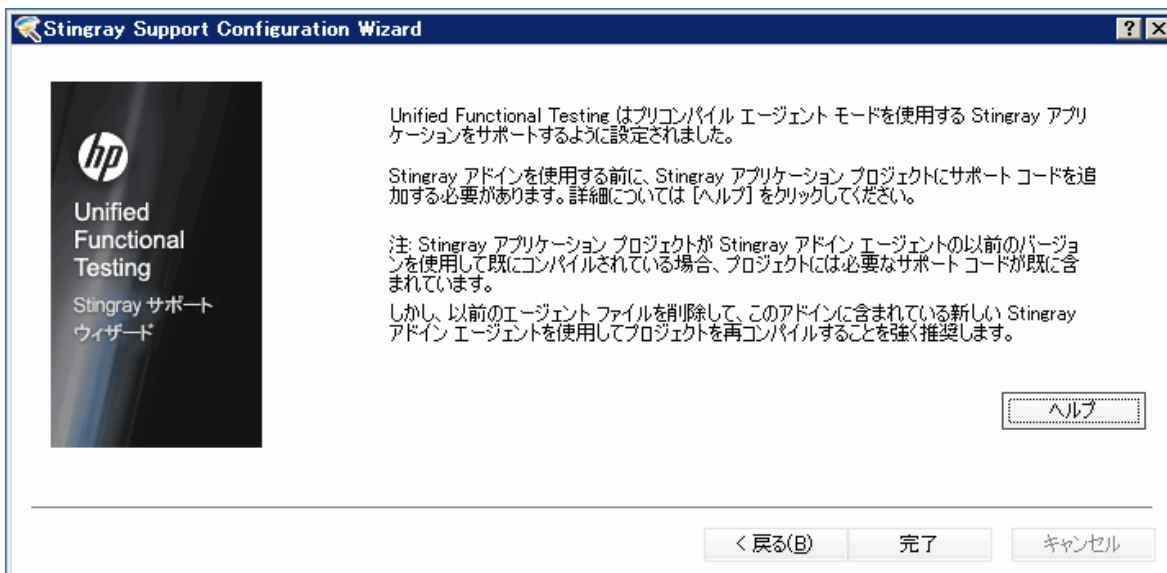 Stingray Support Configuration Wizard
hp
Unified
Functional
Testing
Stingray サポート
ウィザード
Unified Functional Testing はプリコンパイル エージェント モードを使用する Stingray アプリ
ケーションをサポートするように設定されました。
Stingray アドインを使用する前に、Stingray アプリケーション プロジェクトにサポート コードを追
加する必要があります。詳細については [ヘルプ] をクリックしてください。
注: Stingray アプリケーション プロジェクトが Stingray アドイン エージェントの以前のバージョ
ンを使用して既にコンパイルされている場合、プロジェクトには必要なサポート コードが既に含
まれています。
しかし、以前のエージェント ファイルを削除して、このアドインに含まれている新しい Stingray
アドイン エージェントを使用してプロジェクトを再コンパイルすることを強く推奨します。
ヘルプ
< 戻る(B)
完了
キャンセル